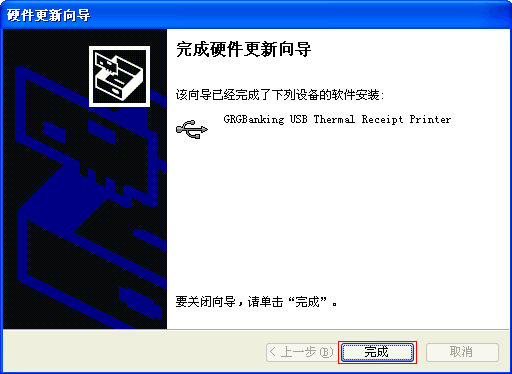 硬件更新向导
完成硬件更新向导
该向导已经完成了下列设备的软件安装:
GRGBanking USB Thermal Receipt Printer
要关闭向导，请单击“完成”。
< 上一步(B)
完成
取消